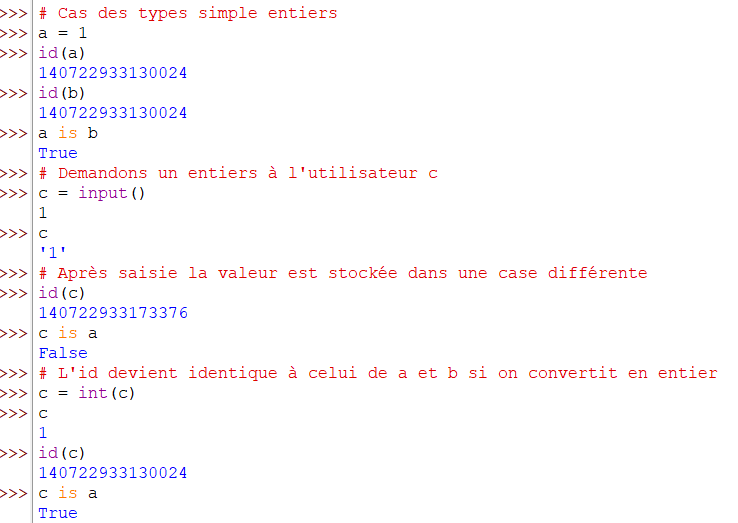 >>> # Cas des types simple entiers
>>> a = 1
>>> id(a)
140722933130024
>>> id(b)
140722933130024
>>> a is b
True
>>> # Demandons un entiers à l'utilisateur c
>>> c = input()
1
>>> c
'1'
>>> # Après saisie la valeur est stockée dans une case différente
>>> id(c)
140722933173376
>>> c is a
False
>>> # L'id devient identique à celui de a et b si on convertit en entier
>>> c = int(c)
>>> c
1
>>> id(c)
140722933130024
>>> c is a
True